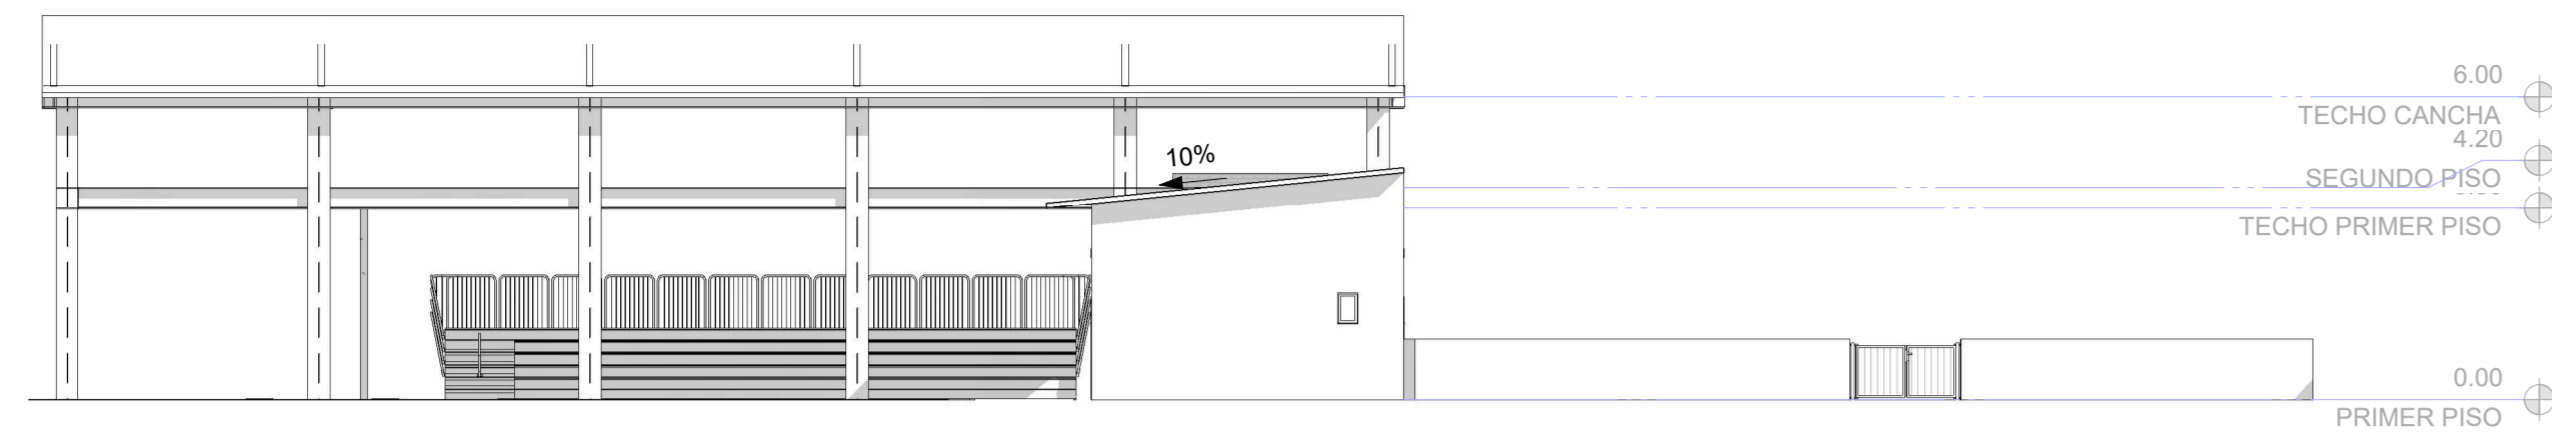 6.00
TECHO CANCHA
4.20
10%
SEGUNDO PISO
TECHO PRIMER PISO
0.00
PRIMER PISO